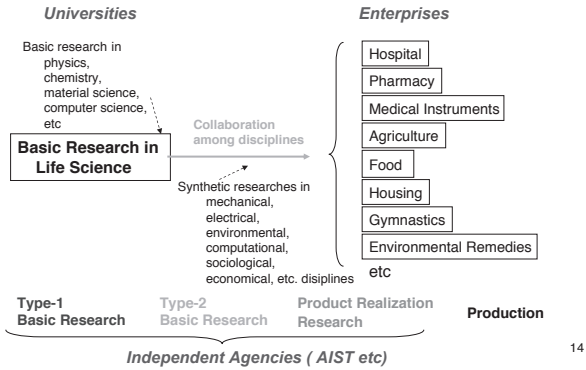 Universities
Enterprises
Basic research in
physics,
chemistry,
material science,
computer science,
etc
Basic Research in
Life Science
Collaboration
among disciplines
Synthetic researches in
mechanical,
electrical,
environmental,
computational,
sociological,
economical, etc. disiplines
Hospital
Pharmacy
Medical Instruments
Agriculture
Food
Housing
Gymnastics
Environmental Remedies
etc
Type-1
Basic Research
Type-2
Basic Research
Product Realization
Research
Production
Independent Agencies ( AIST etc)
14